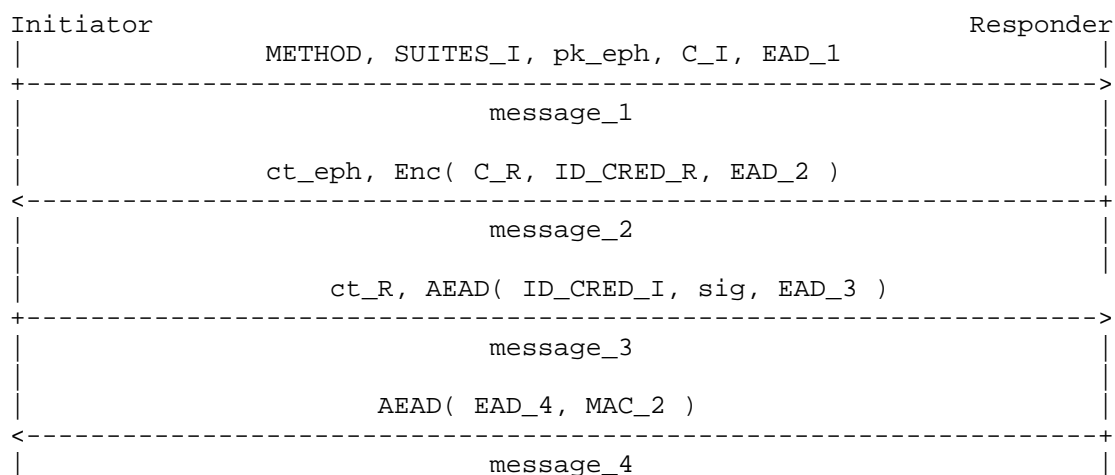 Initiator Responder
| METHOD, SUITES_I, pk_eph, C_I, EAD_1 |
+------------------------------------------------------------------>
| message_1 |
| |
| ct_eph, Enc( C_R, ID_CRED_R, EAD_2 ) |
<------------------------------------------------------------------+
| message_2 |
| |
| ct_R, AEAD( ID_CRED_I, sig, EAD_3 ) |
+------------------------------------------------------------------>
| message_3 |
| |
| AEAD( EAD_4, MAC_2 ) |
<------------------------------------------------------------------+
| message_4 |